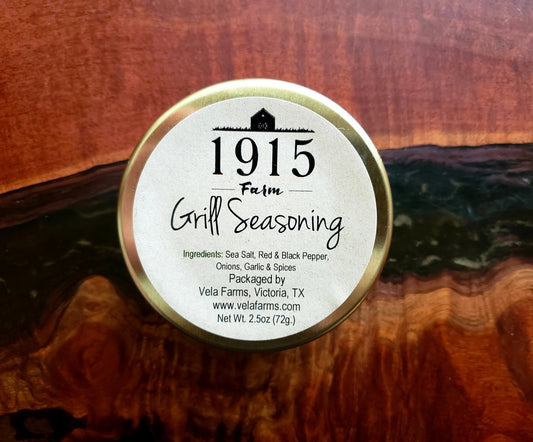 1915
Farm
Grill Seasoning
Ingredients: Sea Salt, Red & Black Pepper,
Onions, Garlic & Spices
Packaged by
Vela Farms, Victoria, TX
www.velafarms.com
Net Wt. 2.5oz (72g.)